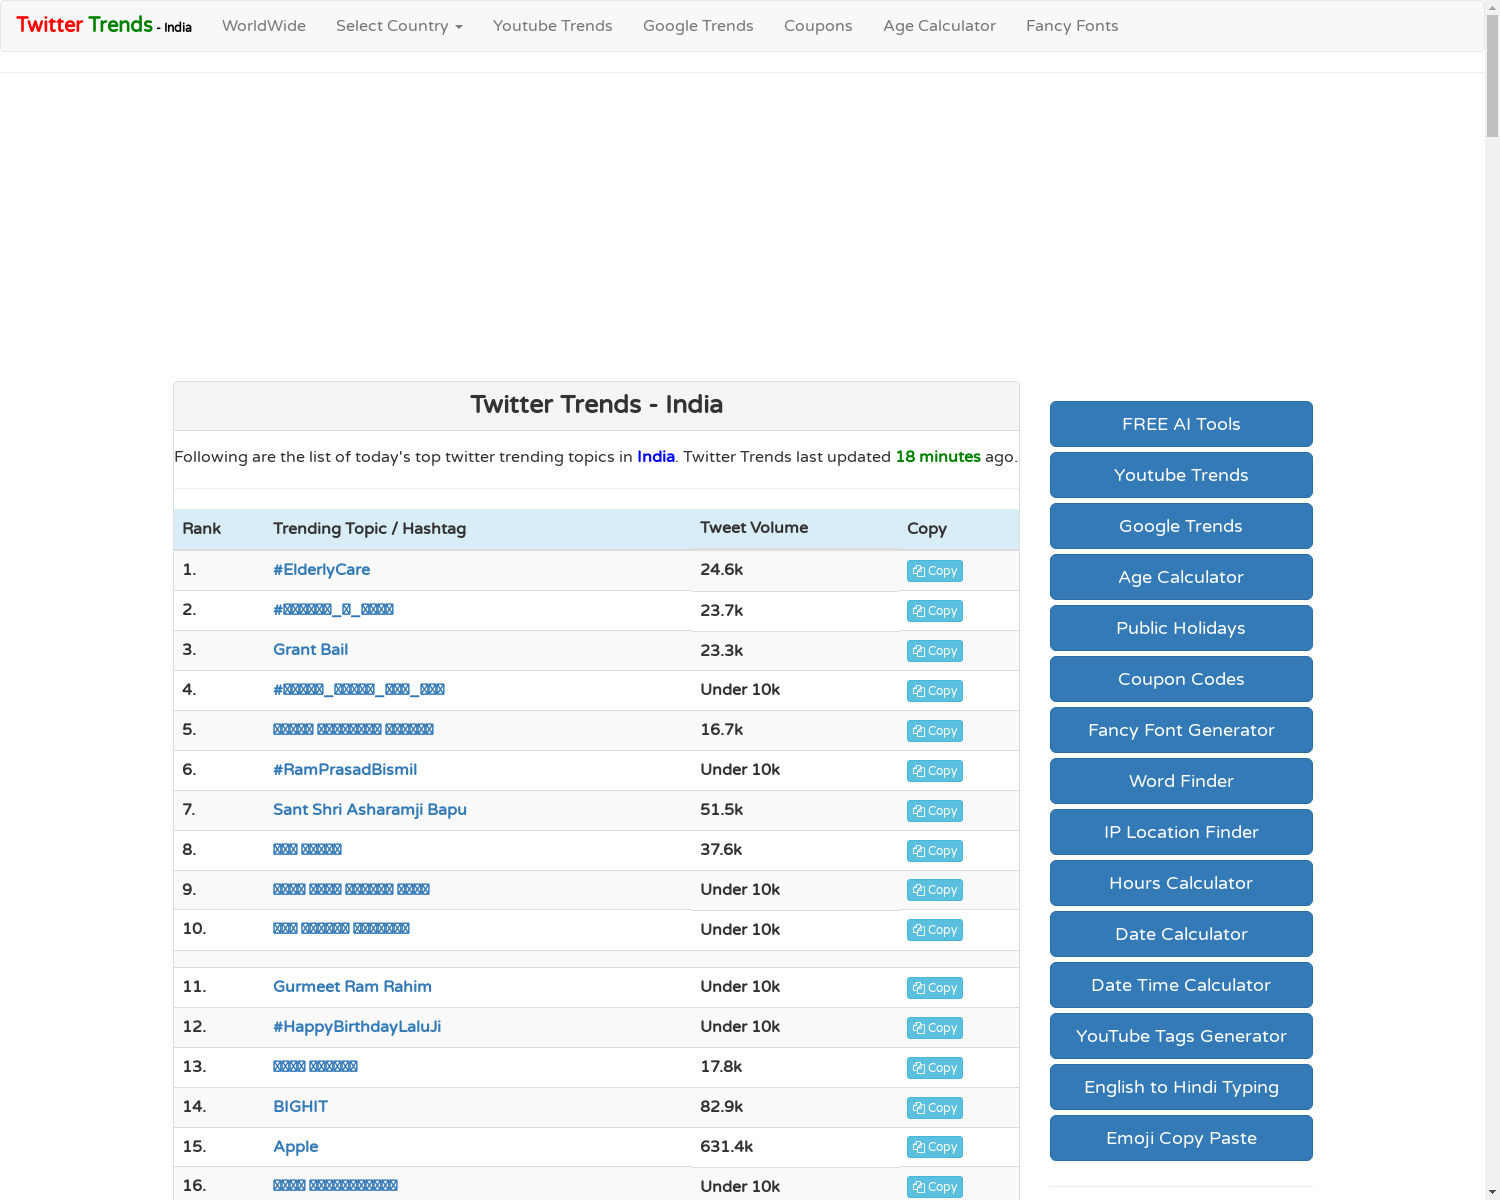 Twitter Trends - India
WorldWide
Select Country
Youtube Trends
Google Trends
Coupons
Age Calculator
Fancy Fonts
Twitter Trends - India
Following are the list of today's top twitter trending topics in India. Twitter Trends last updated 18 minutes ago.
Rank Trending Topic / Hashtag Tweet Volume Copy
1. #ElderlyCare 24.6k Copy
2. 23.7k Copy
3. Grant Bail 23.3k Copy
4. Under 10k Copy
5. 16.7k Copy
6. #RamPrasadBismil Under 10k Copy
7. Sant Shri Asharamji Bapu 51.5k Copy
8. 37.6k Copy
9. Under 10k Copy
10. Under 10k Copy
11. Gurmeet Ram Rahim Under 10k Copy
12. #HappyBirthdayLaluJi Under 10k Copy
13. 17.8k Copy
14. BIGHIT 82.9k Copy
15. Apple 631.4k Copy
16. Under 10k Copy
FREE AI Tools
Youtube Trends
Google Trends
Age Calculator
Public Holidays
Coupon Codes
Fancy Font Generator
Word Finder
IP Location Finder
Hours Calculator
Date Calculator
Date Time Calculator
YouTube Tags Generator
English to Hindi Typing
Emoji Copy Paste